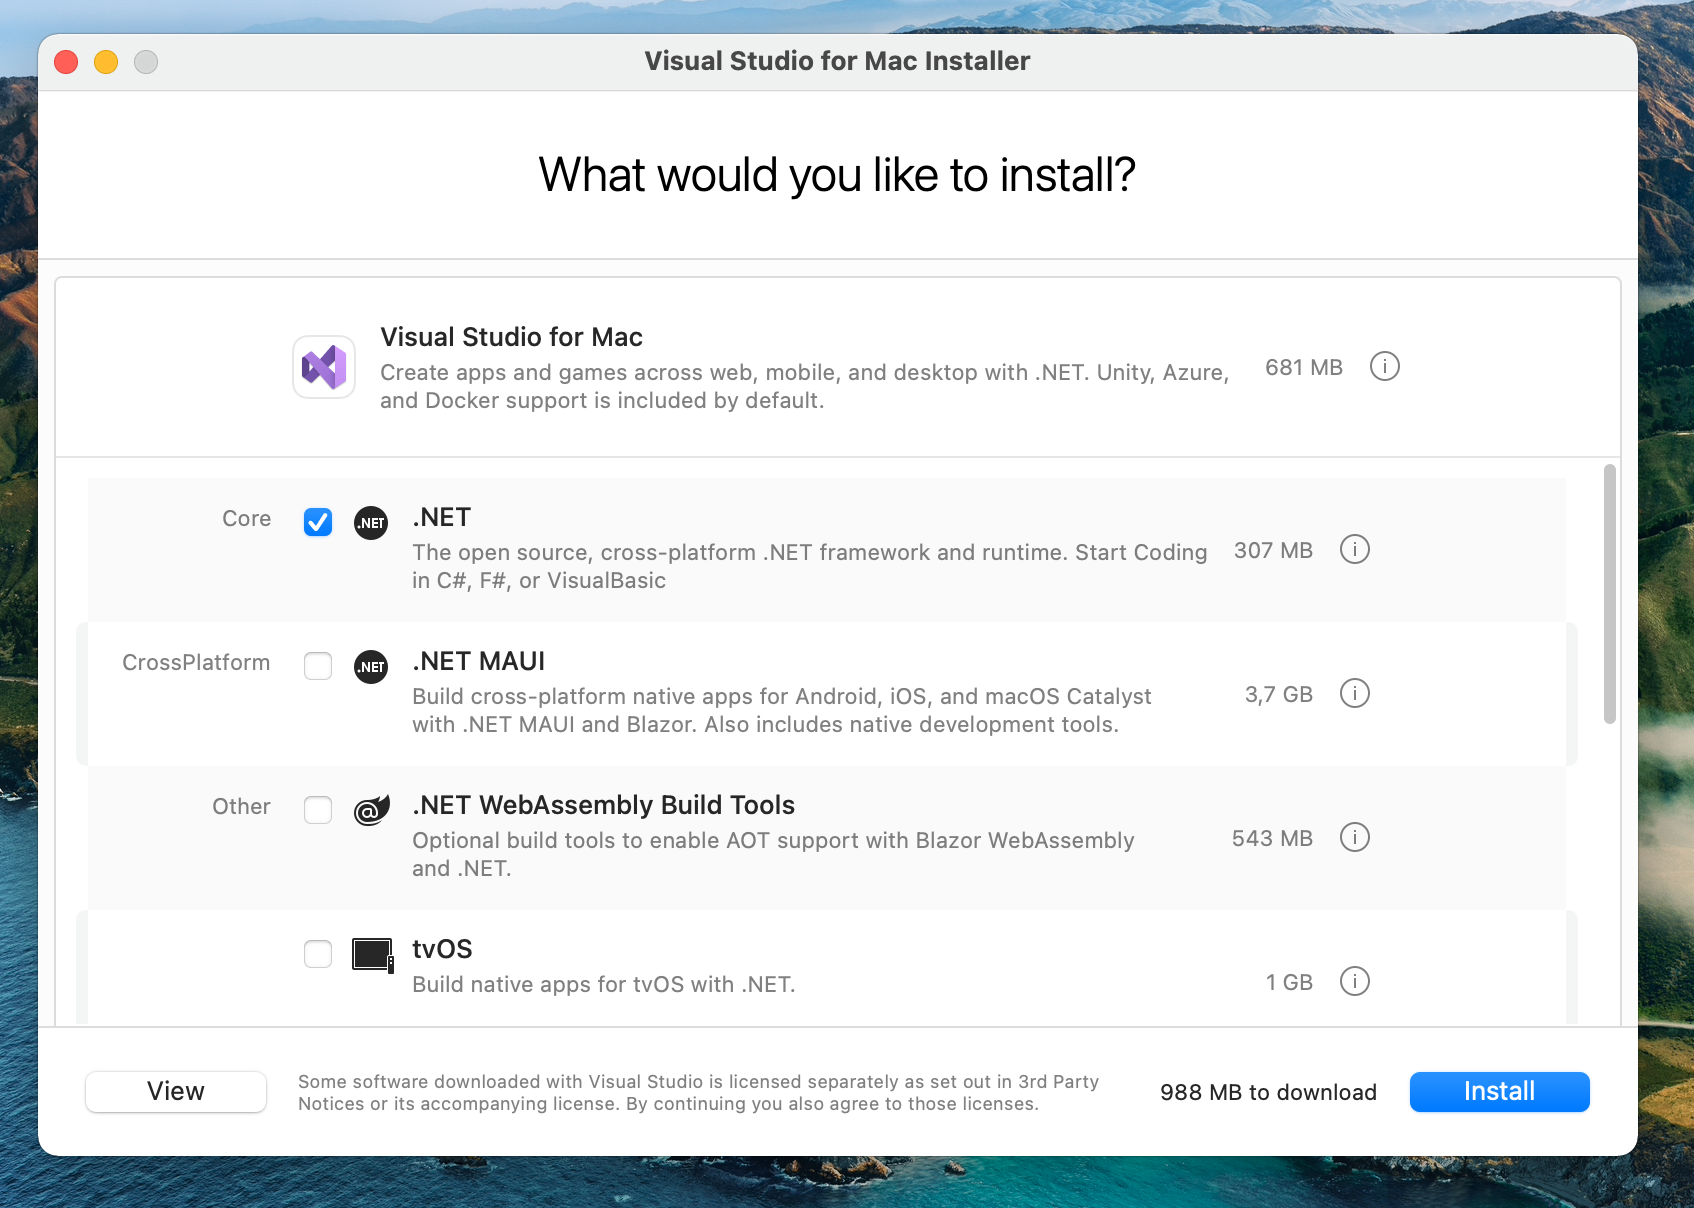 Visual Studio for Mac Installer
What would you like to install?
Visual Studio for Mac
Create apps and games across web, mobile, and desktop with .NET. Unity, Azure,
and Docker support is included by default.
681 MB
Core
.NET
.NET
The open source, cross-platform .NET framework and runtime. Start Coding
in C#, F#, or VisualBasic
307 MB
CrossPlatform
.NET
.NET MAUI
Build cross-platform native apps for Android, iOS, and macOS Catalyst
with .NET MAUI and Blazor. Also includes native development tools.
3,7 GB
Other
.NET WebAssembly Build Tools
Optional build tools to enable AOT support with Blazor WebAssembly
and .NET.
543 MB
tvOS
Build native apps for tvOS with .NET.
1 GB
View
Some software downloaded with Visual Studio is licensed separately as set out in 3rd Party
Notices or its accompanying license. By continuing you also agree to those licenses.
988 MB to download
Install